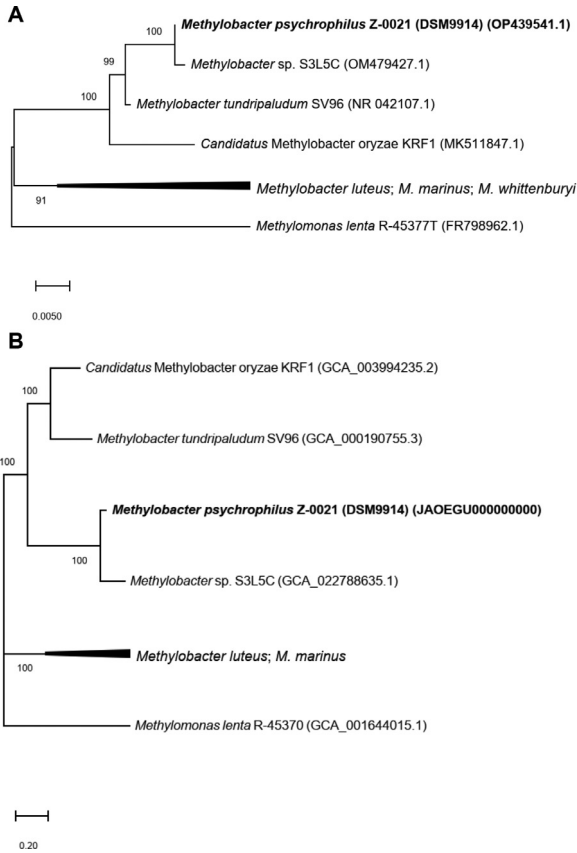 A
Methylobacter psychrophilus Z-0021 (DSM9914) (OP439541.1)
100
Methylobacter sp. S3L5C (OM479427.1)
99
Methylobacter tundripaludum SV96 (NR 042107.1)
100
Candidatus Methylobacter oryzae KRF1 (MK511847.1)
Methylobacter luteus; M. marinus; M. whittenburyi
91
Methylomonas lenta R-45377T (FR798962.1)
0.0050
B
Candidatus Methylobacter oryzae KRF1 (GCA_003994235.2)
100
Methylobacter tundripaludum SV96 (GCA_000190755.3)
100
Methylobacter psychrophilus Z-0021 (DSM9914) (JAOEGU000000000)
100
Methylobacter sp. S3L5C (GCA_022788635.1)
Methylobacter luteus; M. marinus
100
Methylomonas lenta R-45370 (GCA_001644015.1)
0.20